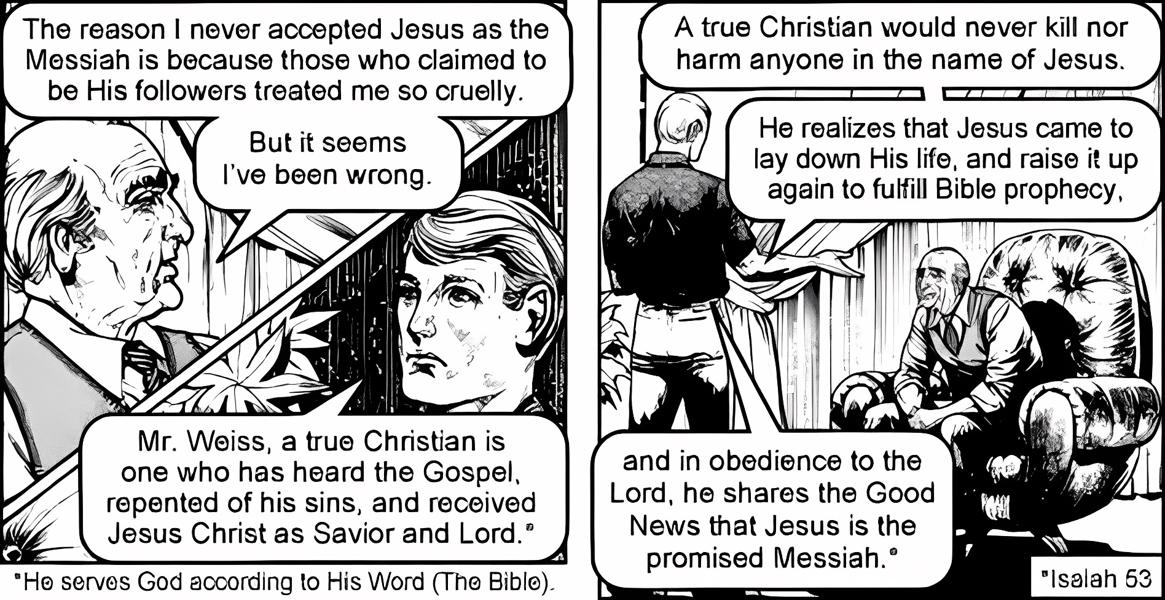 The reason I never accepted Jesus as the
Messiah is because those who claimed to
be His followers treated me so cruelly.
But it seems
I've been wrong.
Mr. Weiss, a true Christian is
one who has heard the Gospel,
repented of his sins, and received
Jesus Christ as Savior and Lord.*
*He serves God according to His Word (The Bible).
A true Christian would never kill nor
harm anyone in the name of Jesus.
He realizes that Jesus came to
lay down His life, and raise it up
again to fulfill Bible prophecy,
and in obedience to the
Lord, he shares the Good
News that Jesus is the
promised Messiah.*
*Isaiah 53